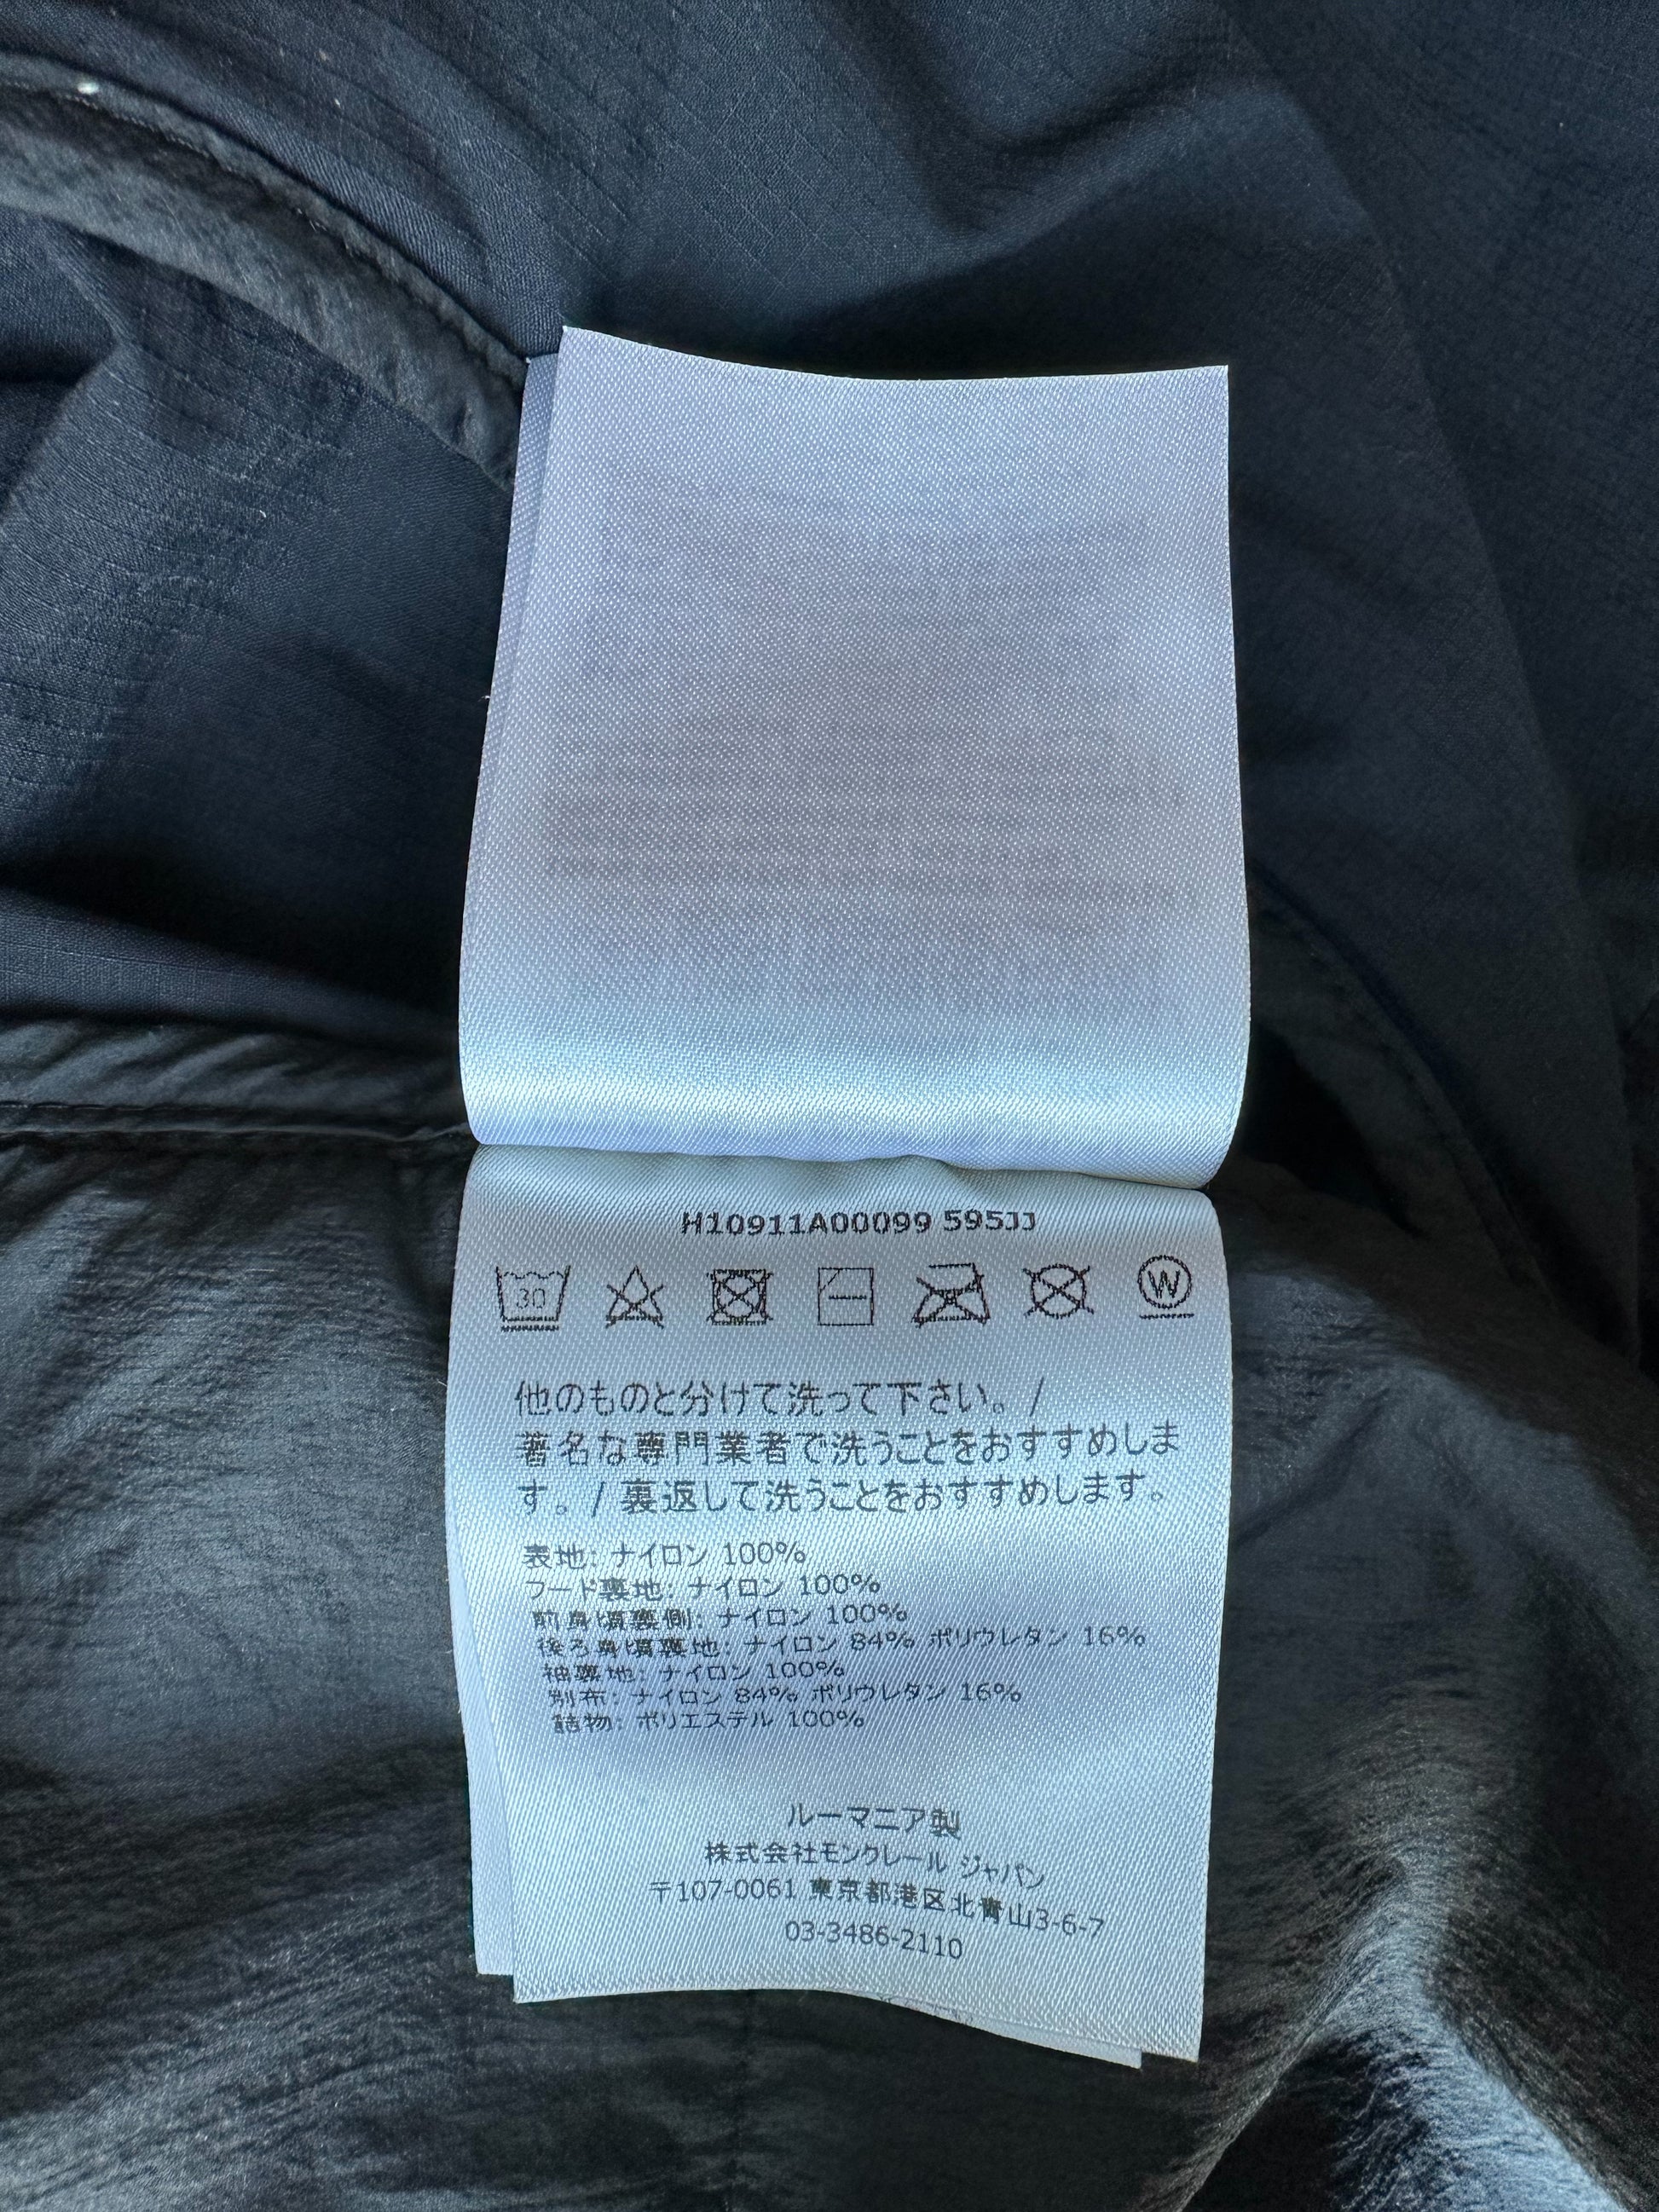 H10911A00099 595JJ
30
W
他のものと分けて洗って下さい。/
著名な専門業者で洗うことをおすすめしま
す。/ 裏返して洗うことをおすすめします。
表地: ナイロン 100%
フード裏地: ナイロン 100%
前身頃裏側: ナイロン 100%
後ろ身頃裏地: ナイロン 84% ポリウレタン 16%
袖裏地: ナイロン 100%
別布: ナイロン 84% ポリウレタン 16%
詰物: ポリエステル 100%
ルーマニア製
株式会社モンクレール ジャパン
〒107-0061 東京都港区北青山3-6-7
03-3486-2110